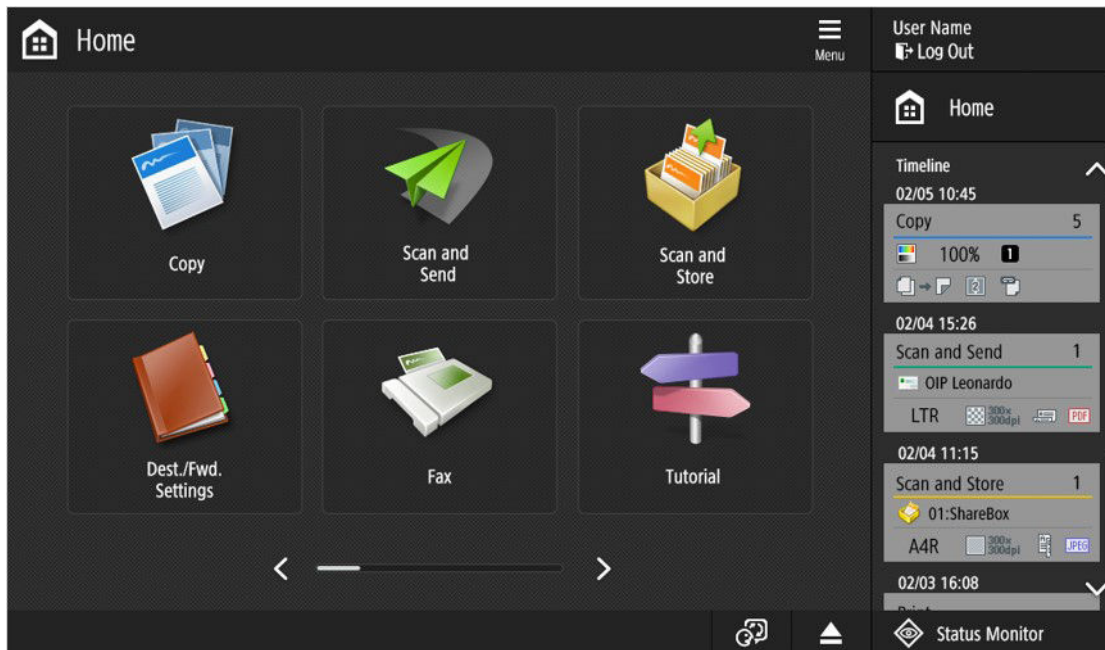 Home
Menu
Copy
Scan and
Send
Scan and
Store
Dest./Fwd.
Settings
Fax
Tutorial
User Name
Log Out
Home
Timeline
02/05 10:45
Copy 5
100% 1
02/04 15:26
Scan and Send 1
OIP Leonardo
LTR 300x
300dpi PDF
02/04 11:15
Scan and Store 1
01:ShareBox
A4R 300x
300dpi JPEG
02/03 16:08
Status Monitor